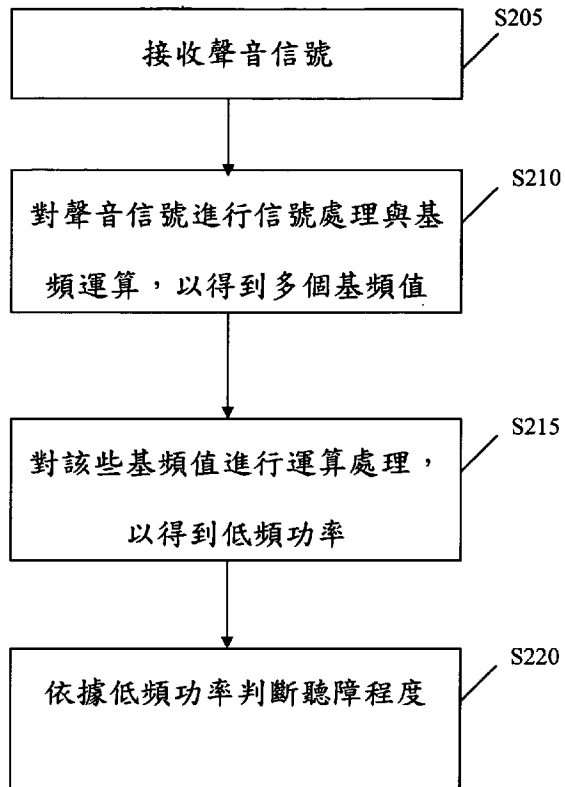 S205
接收聲音信號
S210
對聲音信號進行信號處理與基
頻運算，以得到多個基頻值
S215
對該些基頻值進行運算處理，
以得到低頻功率
S220
依據低頻功率判斷聽障程度